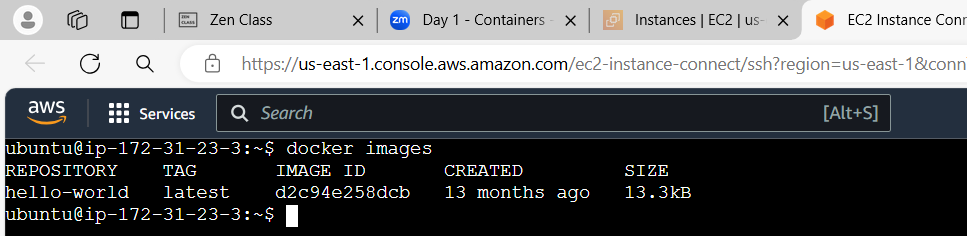 Zen Class
zm Day 1 - Containers
Instances | EC2 | us-
EC2 Instance Conn
https://us-east-1.console.aws.amazon.com/ec2-instance-connect/ssh?region=us-east-1&conn
aws Services Search [Alt+S]
ubuntu@ip-172-31-23-3:~$ docker images
REPOSITORY TAG IMAGE ID CREATED SIZE
hello-world latest d2c94e258dcb 13 months ago 13.3kB
ubuntu@ip-172-31-23-3:~$